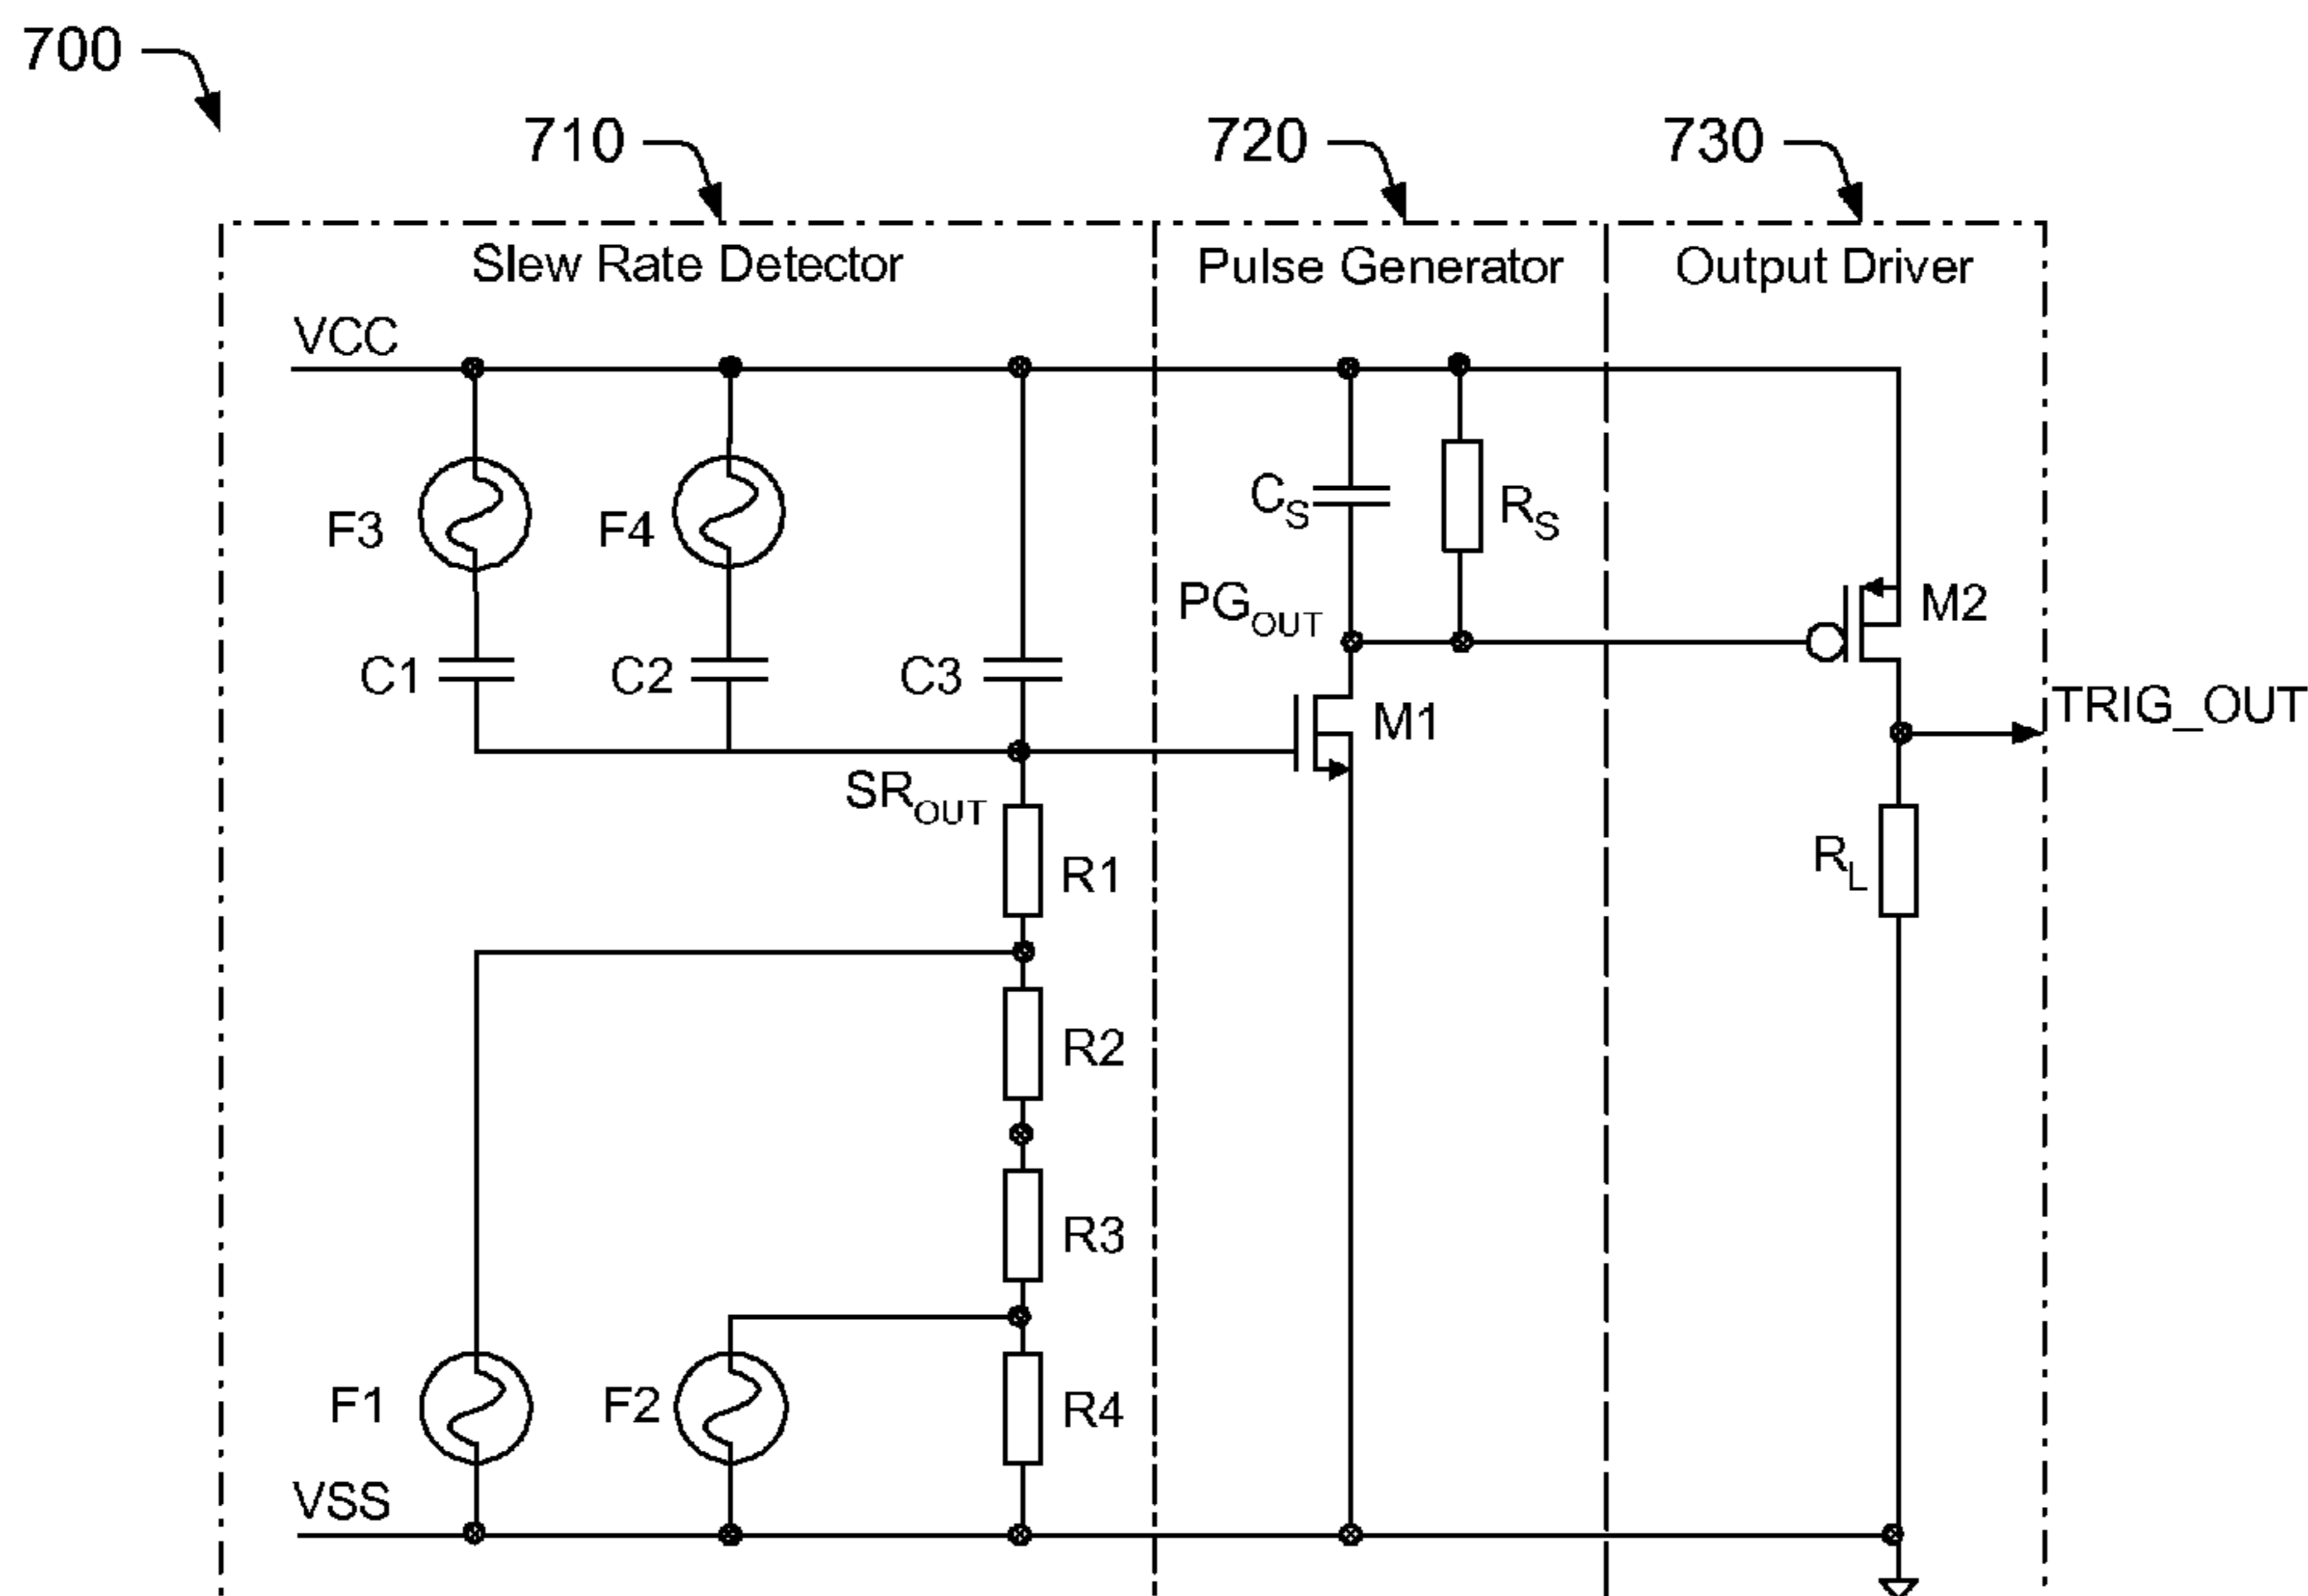 700
710
720
730
Slew Rate Detector
Pulse Generator
Output Driver
VCC
F3
F4
CS
RS
PGOUT
M2
C1
C2
C3
M1
TRIG_OUT
SROUT
R1
RL
R2
R3
F1
F2
R4
VSS